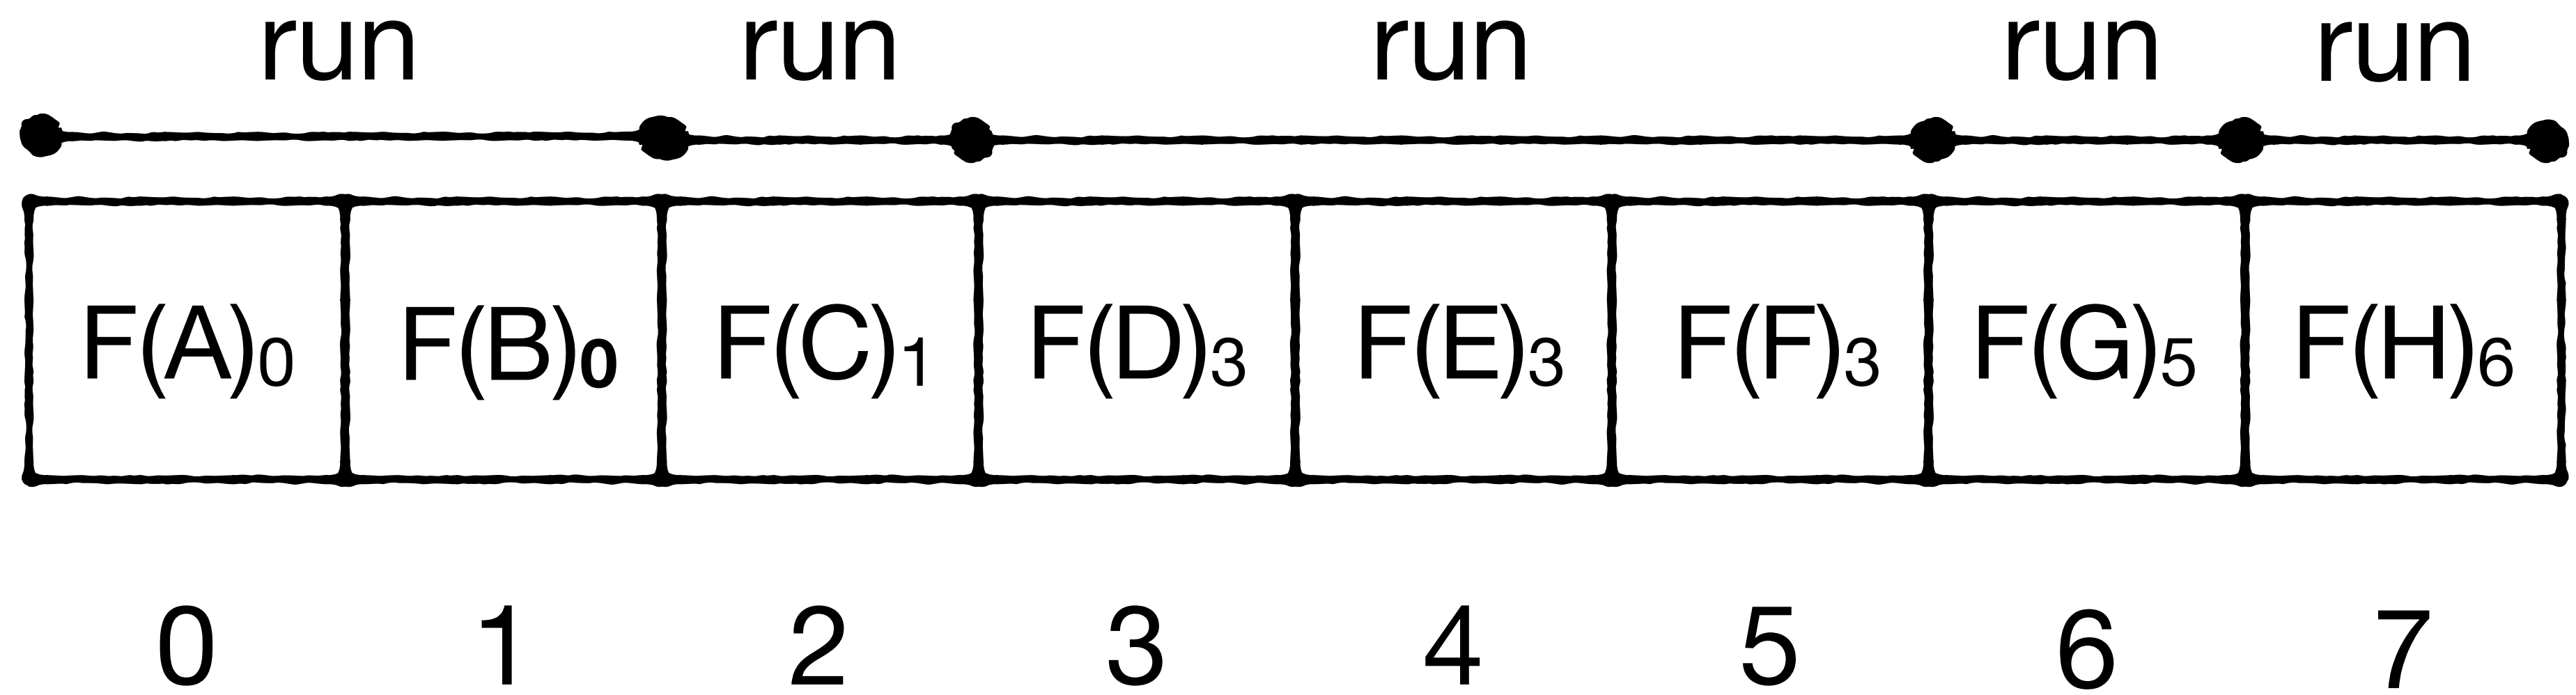 run run run run run
F(A)₀ F(B)₀ F(C)₁ F(D)₃ F(E)₃ F(F)₃ F(G)₅ F(H)₆
0 1 2 3 4 5 6 7